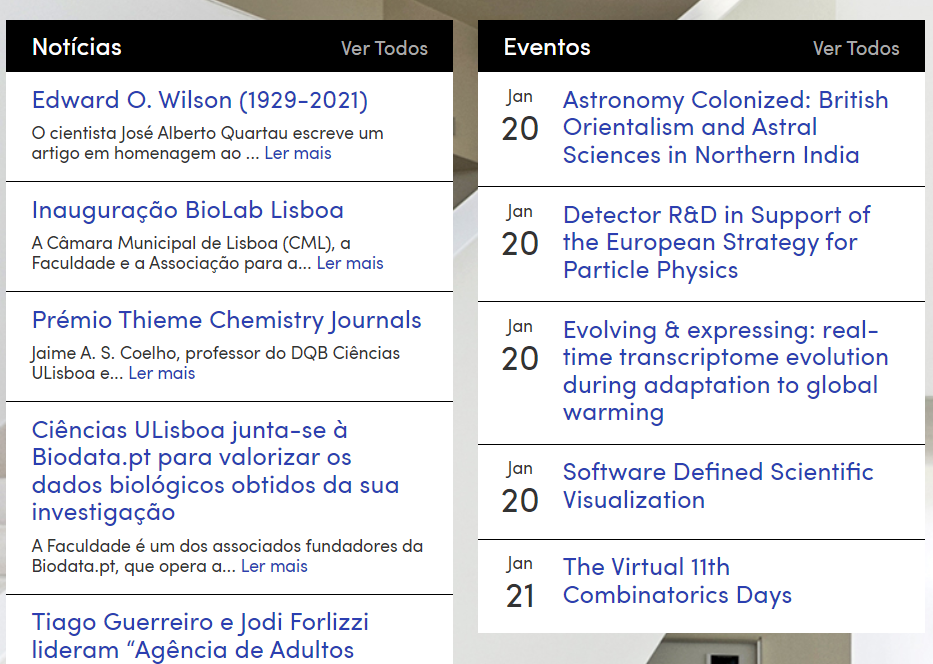 Notícias Ver Todos
Edward O. Wilson (1929-2021)
O cientista José Alberto Quartau escreve um
artigo em homenagem ao ... Ler mais
Inauguração BioLab Lisboa
A Câmara Municipal de Lisboa (CML), a
Faculdade e a Associação para a... Ler mais
Prémio Thieme Chemistry Journals
Jaime A. S. Coelho, professor do DQB Ciências
ULisboa e... Ler mais
Ciências ULisboa junta-se à
Biodata.pt para valorizar os
dados biológicos obtidos da sua
investigação
A Faculdade é um dos associados fundadores da
Biodata.pt, que opera a... Ler mais
Tiago Guerreiro e Jodi Forlizzi
lideram “Agência de Adultos
Eventos Ver Todos
Jan
20
Astronomy Colonized: British
Orientalism and Astral
Sciences in Northern India
Jan
20
Detector R&D in Support of
the European Strategy for
Particle Physics
Jan
20
Evolving & expressing: real-
time transcriptome evolution
during adaptation to global
warming
Jan
20
Software Defined Scientific
Visualization
Jan
21
The Virtual 11th
Combinatorics Days